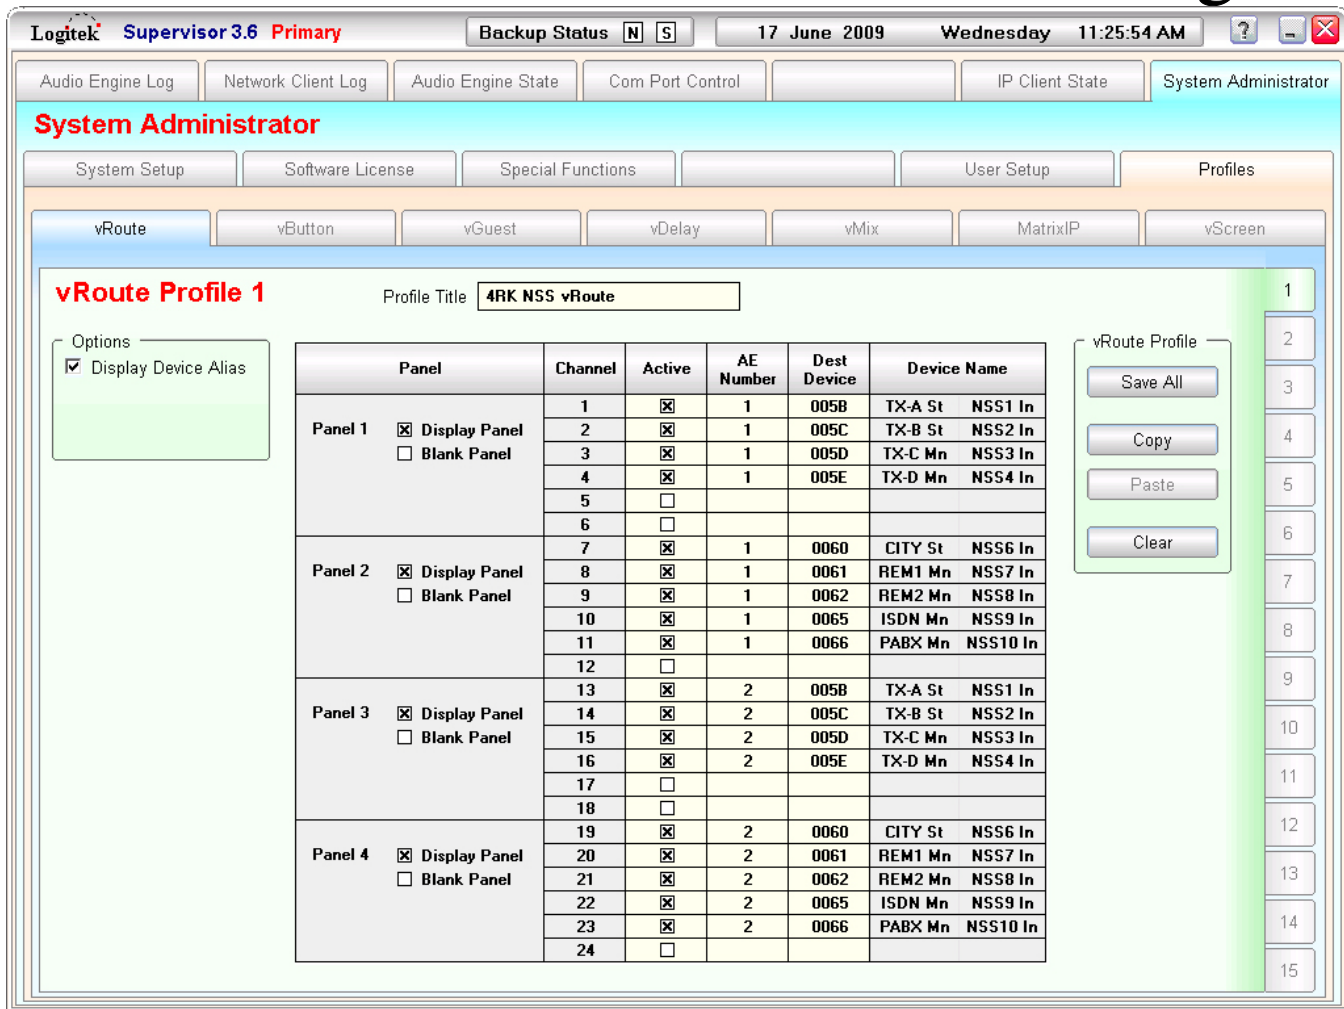 Logitek Supervisor 3.6 Primary Backup Status N S 17 June 2009 Wednesday 11:25:54 AM ?
Audio Engine Log Network Client Log Audio Engine State Com Port Control IP Client State System Administrator
System Administrator
System Setup Software License Special Functions User Setup Profiles
vRoute vButton vGuest vDelay vMix MatrixIP vScreen
vRoute Profile 1 Profile Title 4RK NSS vRoute
Options
Display Device Alias
Panel Channel Active AE Number Dest Device Device Name
Panel 1 Display Panel Blank Panel
1 1 005B TX-A St NSS1 In
2 1 005C TX-B St NSS2 In
3 1 005D TX-C Mn NSS3 In
4 1 005E TX-D Mn NSS4 In
5
6
Panel 2 Display Panel Blank Panel
7 1 0060 CITY St NSS6 In
8 1 0061 REM1 Mn NSS7 In
9 1 0062 REM2 Mn NSS8 In
10 1 0065 ISDN Mn NSS9 In
11 1 0066 PABX Mn NSS10 In
12
Panel 3 Display Panel Blank Panel
13 2 005B TX-A St NSS1 In
14 2 005C TX-B St NSS2 In
15 2 005D TX-C Mn NSS3 In
16 2 005E TX-D Mn NSS4 In
17
18
Panel 4 Display Panel Blank Panel
19 2 0060 CITY St NSS6 In
20 2 0061 REM1 Mn NSS7 In
21 2 0062 REM2 Mn NSS8 In
22 2 0065 ISDN Mn NSS9 In
23 2 0066 PABX Mn NSS10 In
24
vRoute Profile
Save All
Copy
Paste
Clear
1
2
3
4
5
6
7
8
9
10
11
12
13
14
15